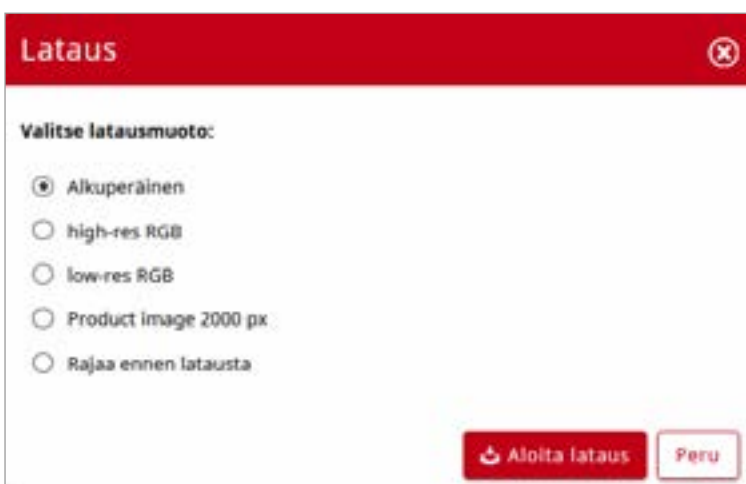 Lataus
Valitse latausmuoto:
Alkuperäinen
high-res RGB
low-res RGB
Product image 2000 px
Rajaa ennen latausta
Aloita lataus
Peru